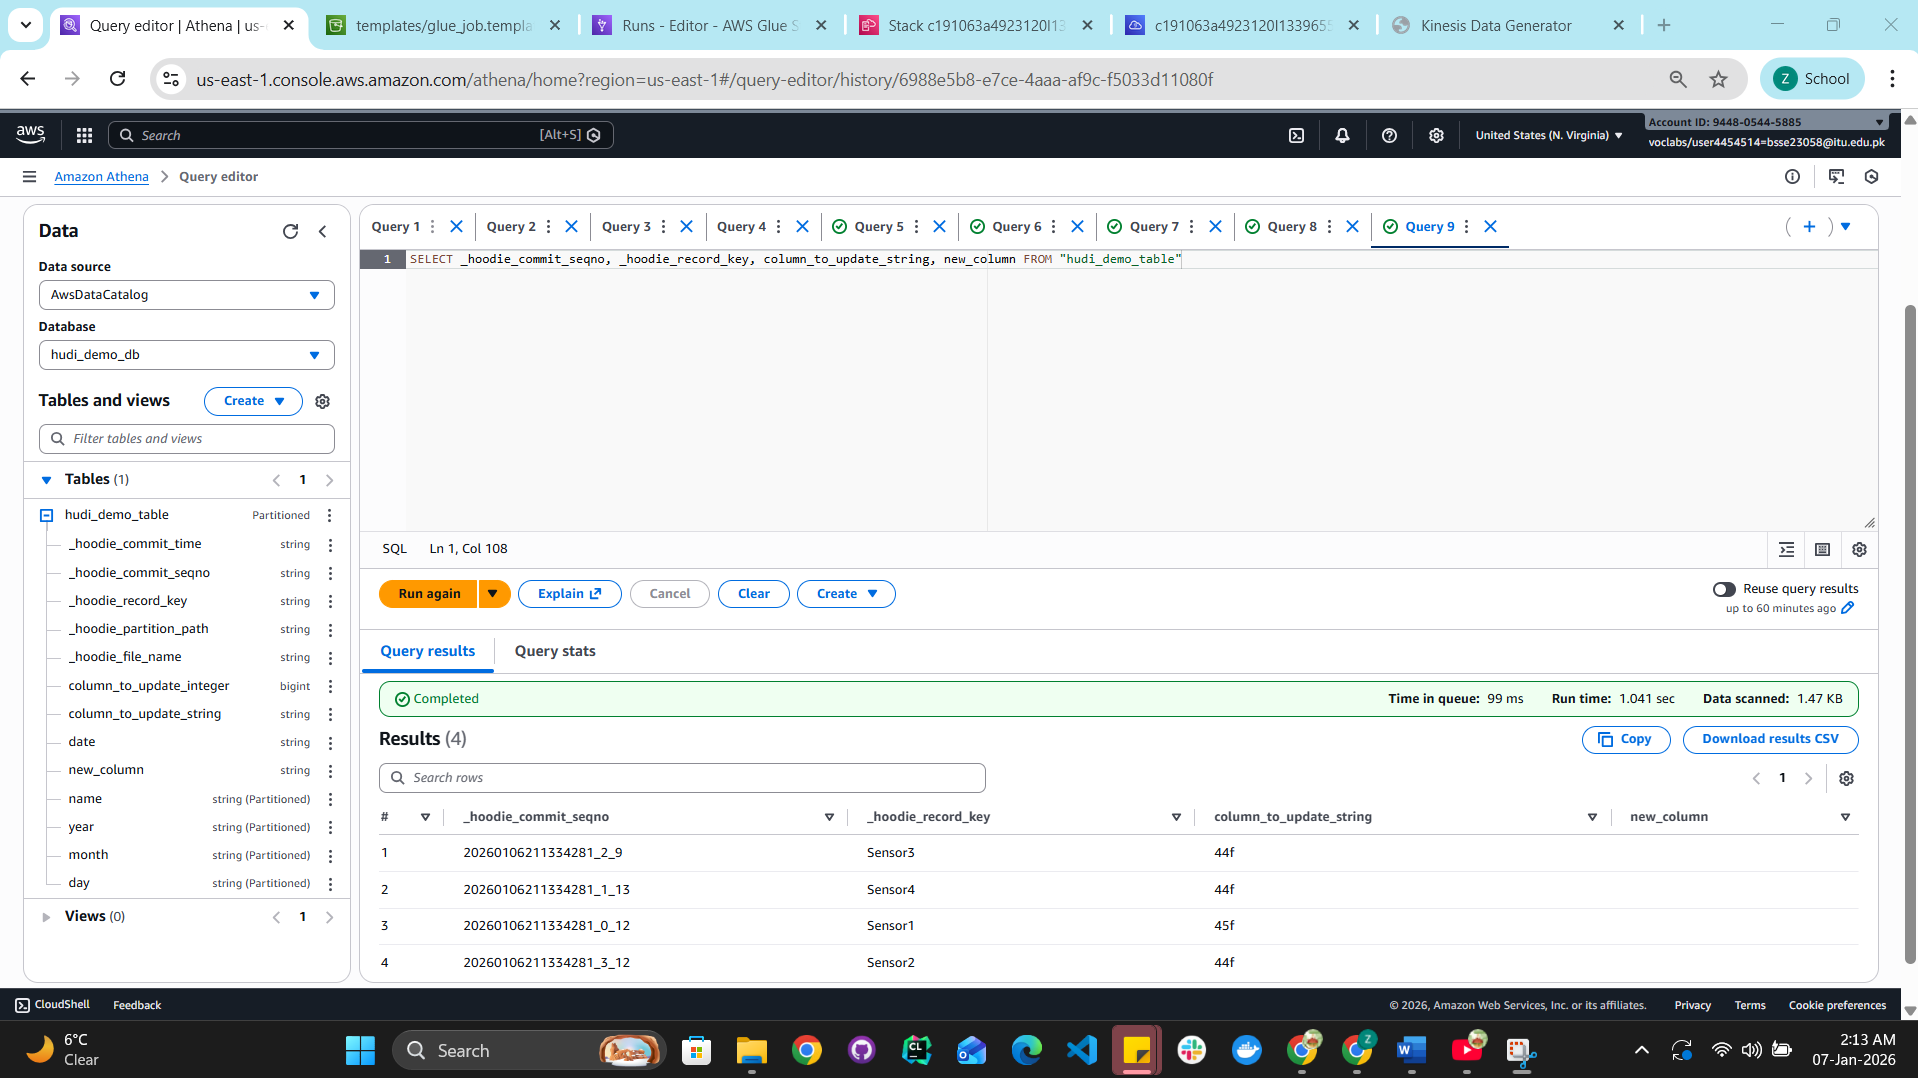 Query editor | Athena | us-
templates/glue_job.templa
Runs - Editor - AWS Glue S
Stack c191063a4923120l13
c191063a4923120l1339655
Kinesis Data Generator
us-east-1.console.aws.amazon.com/athena/home?region=us-east-1#/query-editor/history/6988e5b8-e7ce-4aaa-af9c-f5033d11080f
Z School
aws
Search [Alt+S]
United States (N. Virginia)
Account ID: 9448-0544-5885
voclabs/user4454514=bsse23058@itu.edu.pk
Amazon Athena > Query editor
Data
Data source
AwsDataCatalog
Database
hudi_demo_db
Tables and views
Create
Filter tables and views
Tables (1) 1
hudi_demo_table Partitioned
_hoodie_commit_time string
_hoodie_commit_seqno string
_hoodie_record_key string
_hoodie_partition_path string
_hoodie_file_name string
column_to_update_integer bigint
column_to_update_string string
date string
new_column string
name string (Partitioned)
year string (Partitioned)
month string (Partitioned)
day string (Partitioned)
Views (0) 1
Query 1 Query 2 Query 3 Query 4 Query 5 Query 6 Query 7 Query 8 Query 9
1 SELECT _hoodie_commit_seqno, _hoodie_record_key, column_to_update_string, new_column FROM "hudi_demo_table"
SQL Ln 1, Col 108
Run again Explain Cancel Clear Create
Reuse query results
up to 60 minutes ago
Query results Query stats
Completed Time in queue: 99 ms Run time: 1.041 sec Data scanned: 1.47 KB
Results (4)
Copy Download results CSV
Search rows
1
# _hoodie_commit_seqno _hoodie_record_key column_to_update_string new_column
1 20260106211334281_2_9 Sensor3 44f
2 20260106211334281_1_13 Sensor4 44f
3 20260106211334281_0_12 Sensor1 45f
4 20260106211334281_3_12 Sensor2 44f
CloudShell Feedback
© 2026, Amazon Web Services, Inc. or its affiliates. Privacy Terms Cookie preferences
6°C
Clear
Search
2:13 AM
07-Jan-2026